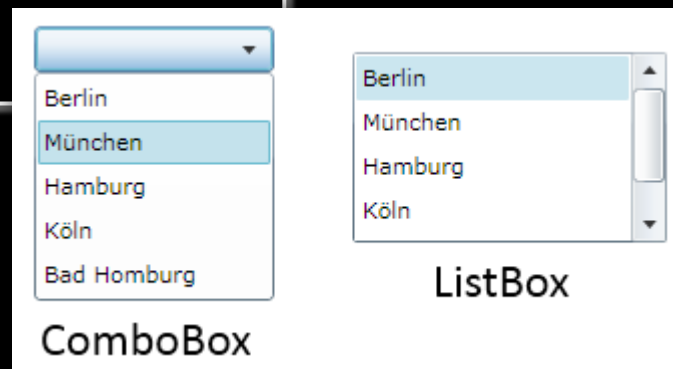 Berlin
München
Hamburg
Köln
Bad Homburg
ComboBox
Berlin
München
Hamburg
Köln
ListBox